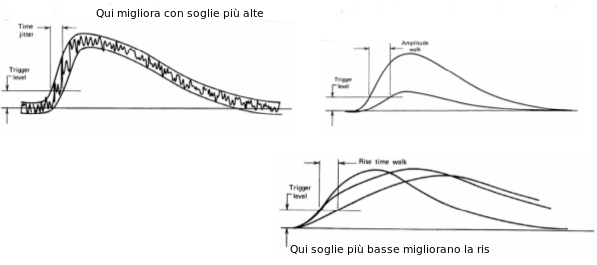 Qui migliora con soglie più alte
Time
jitter
Trigger
level
Amplitude
walk
Trigger
level
Rise time walk
Trigger
level
Qui soglie più basse migliorano la ris